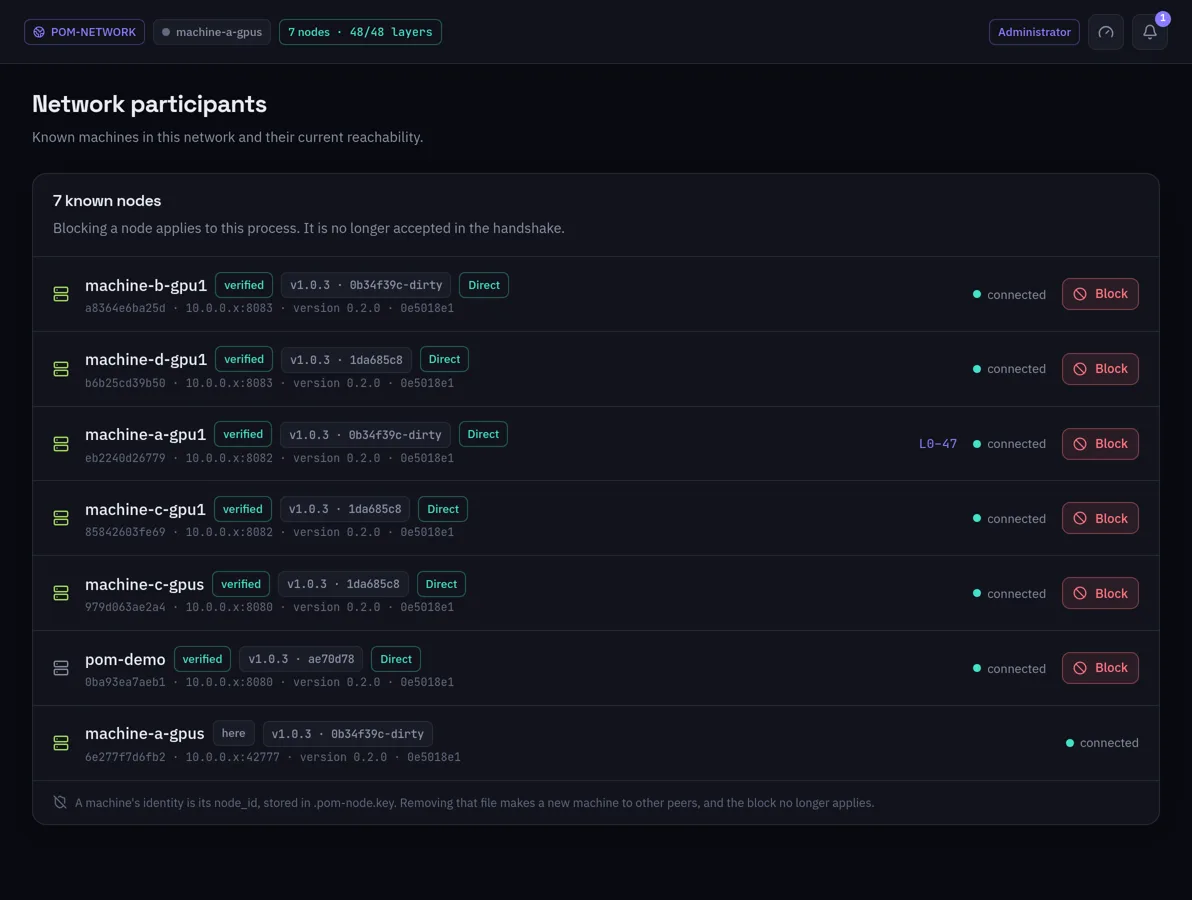 POM-NETWORK machine-a-gpus 7 nodes · 48/48 layers Administrator 1
Network participants
Known machines in this network and their current reachability.
7 known nodes
Blocking a node applies to this process. It is no longer accepted in the handshake.
machine-b-gpu1 verified v1.0.3 · 0b34f39c-dirty Direct
a8364e6ba25d · 10.0.0.x:8083 · version 0.2.0 · 0e5018e1
connected Block
machine-d-gpu1 verified v1.0.3 · 1da685c8 Direct
b6b25cd39b50 · 10.0.0.x:8083 · version 0.2.0 · 0e5018e1
connected Block
machine-a-gpu1 verified v1.0.3 · 0b34f39c-dirty Direct
eb2240d26779 · 10.0.0.x:8082 · version 0.2.0 · 0e5018e1
L0–47 connected Block
machine-c-gpu1 verified v1.0.3 · 1da685c8 Direct
85842603fe69 · 10.0.0.x:8082 · version 0.2.0 · 0e5018e1
connected Block
machine-c-gpus verified v1.0.3 · 1da685c8 Direct
979d063ae2a4 · 10.0.0.x:8080 · version 0.2.0 · 0e5018e1
connected Block
pom-demo verified v1.0.3 · ae70d78 Direct
0ba93ea7aeb1 · 10.0.0.x:8080 · version 0.2.0 · 0e5018e1
connected Block
machine-a-gpus here v1.0.3 · 0b34f39c-dirty
6e277f7d6fb2 · 10.0.0.x:42777 · version 0.2.0 · 0e5018e1
connected
A machine's identity is its node_id, stored in .pom-node.key. Removing that file makes a new machine to other peers, and the block no longer applies.